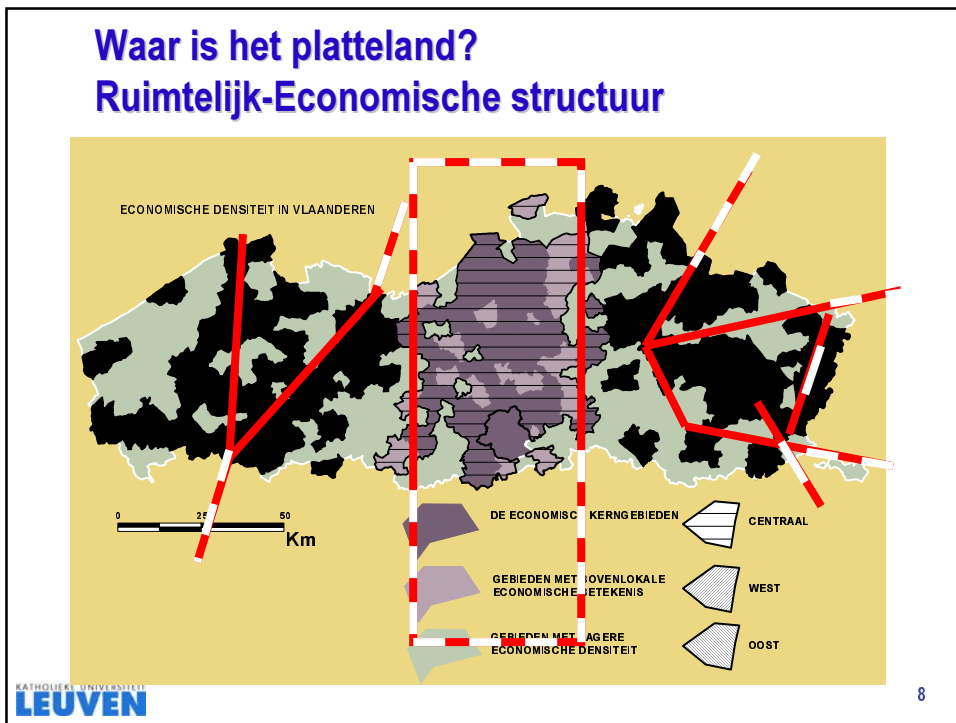 Waar is het platteland?
Ruimtelijk-Economische structuur
ECONOMISCHE DENSITEIT IN VLAANDEREN
0 25 50
Km
DE ECONOMISC KERNGEBIEDEN
CENTRAAL
GEBIEDEN MET BOVENLOKALE
ECONOMISCHE BETEKENIS
WEST
GEBIEDEN MET LAGERE
ECONOMISCHE DENSITEIT
OOST
KATHOLIEKE UNIVERSITEIT
LEUVEN
8